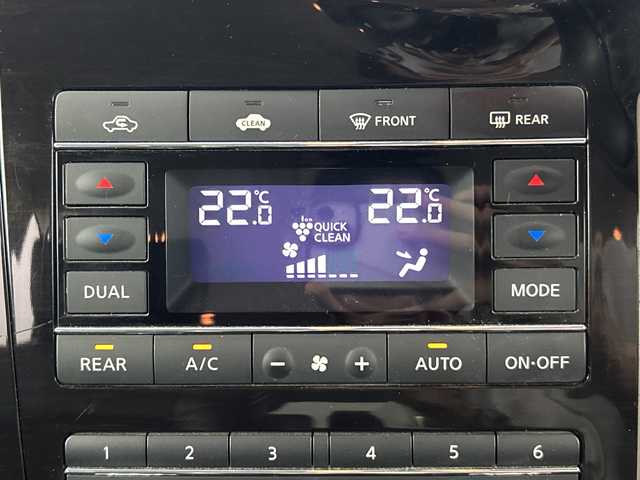 CLEAN FRONT REAR
22.0°C 22.0°C
Ion
QUICK
CLEAN
DUAL MODE
REAR A/C − + AUTO ON·OFF
1 2 3 4 5 6